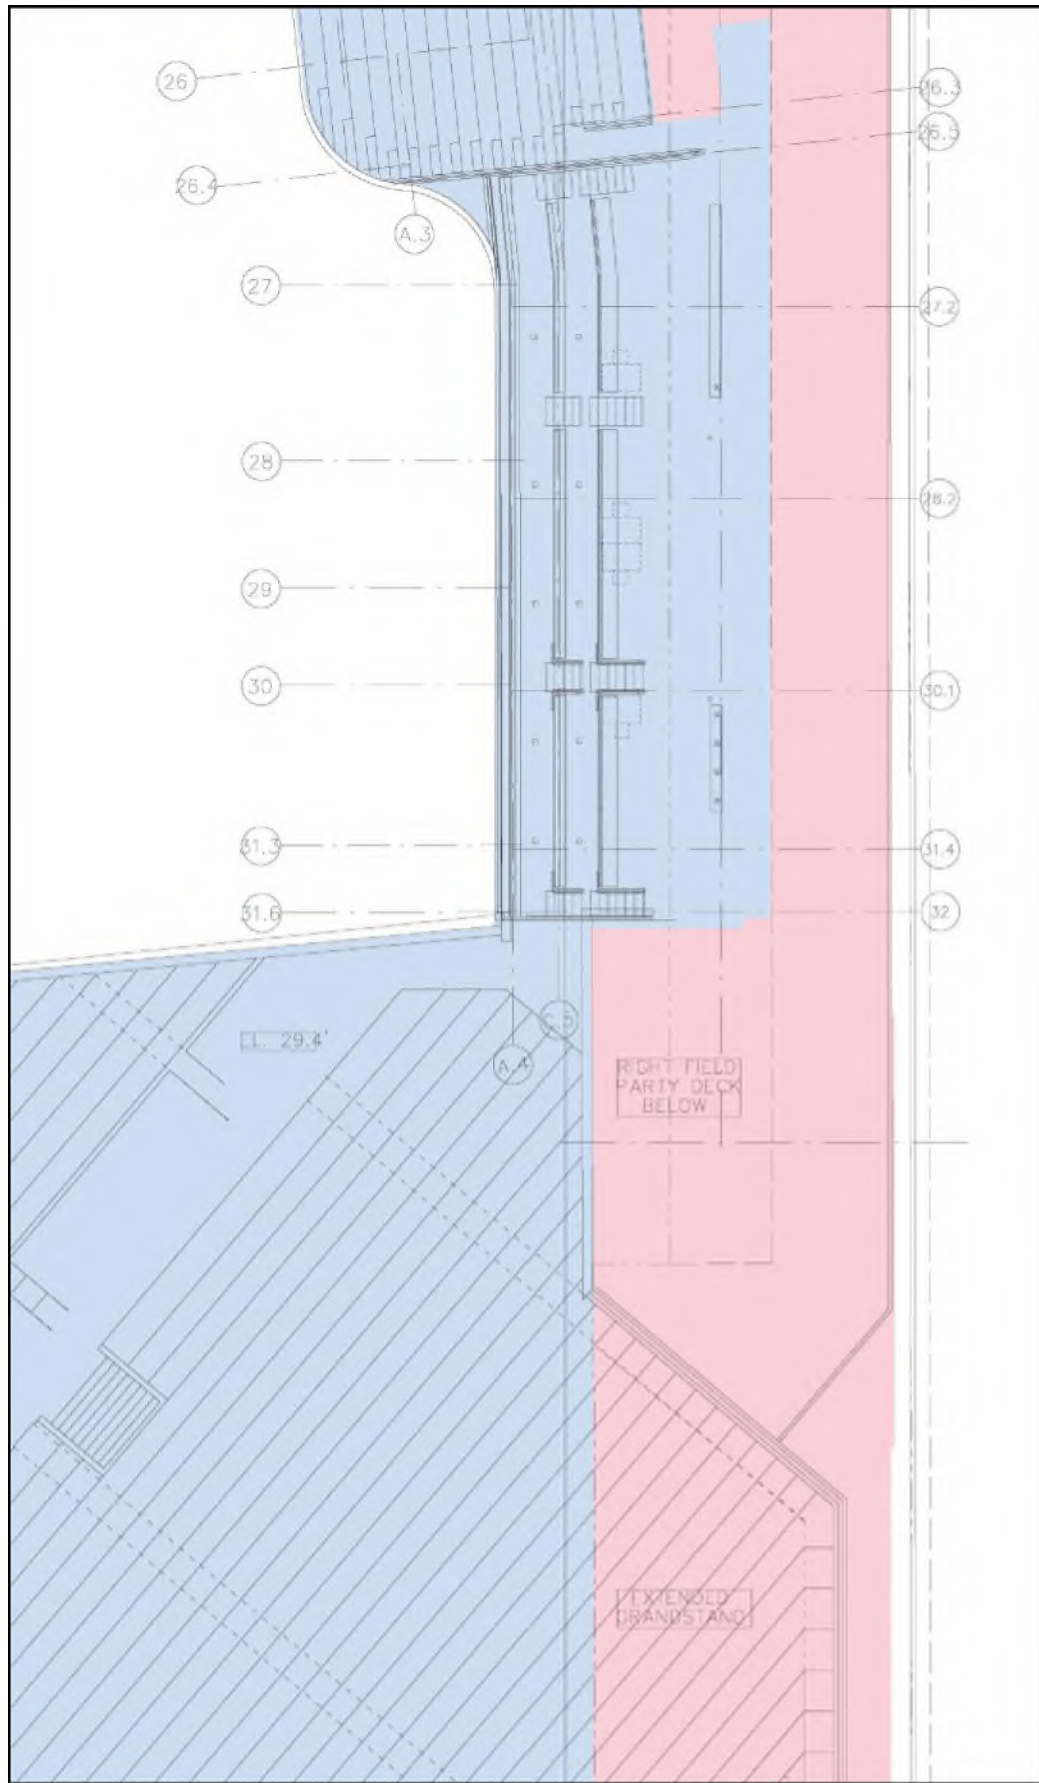 26
26.3
26.5
26.4
A.3
27
27.2
28
28.2
29
30
30.1
31.3
31.4
31.6
32
C.5
EL. 29.4'
A.4
RIGHT FIELD
PARTY DECK
BELOW
EXTENDED
GRANDSTAND